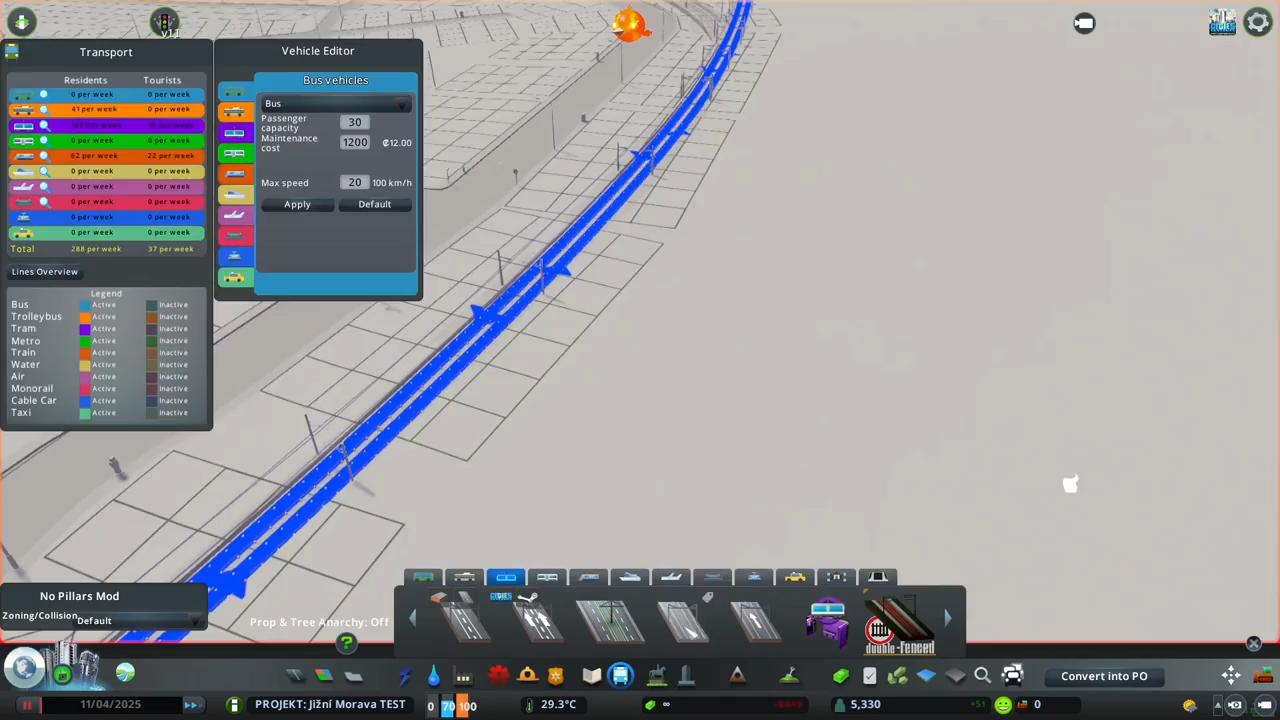 v11
Transport
Residents Tourists
0 per week 0 per week
41 per week 0 per week
0 per week 0 per week
62 per week 22 per week
0 per week 0 per week
0 per week 0 per week
0 per week 0 per week
0 per week 0 per week
0 per week 0 per week
Total 288 per week 37 per week
Lines Overview
Legend
Bus Active Inactive
Trolleybus Active Inactive
Tram Active Inactive
Metro Active Inactive
Train Active Inactive
Water Active Inactive
Air Active Inactive
Monorail Active Inactive
Cable Car Active Inactive
Taxi Active Inactive
Vehicle Editor
Bus vehicles
Bus
Passenger capacity 30
Maintenance cost 1200 ₡12.00
Max speed 20 100 km/h
Apply Default
No Pillars Mod
Zoning/Collision Default
Prop & Tree Anarchy: Off
CITIES
double-fenced
Convert into PO
11/04/2025
PROJEKT: Jižní Morava TEST
0 70 100
29.3°C
∞
5,330
+51
0